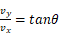 v_y/v_x = tanθ